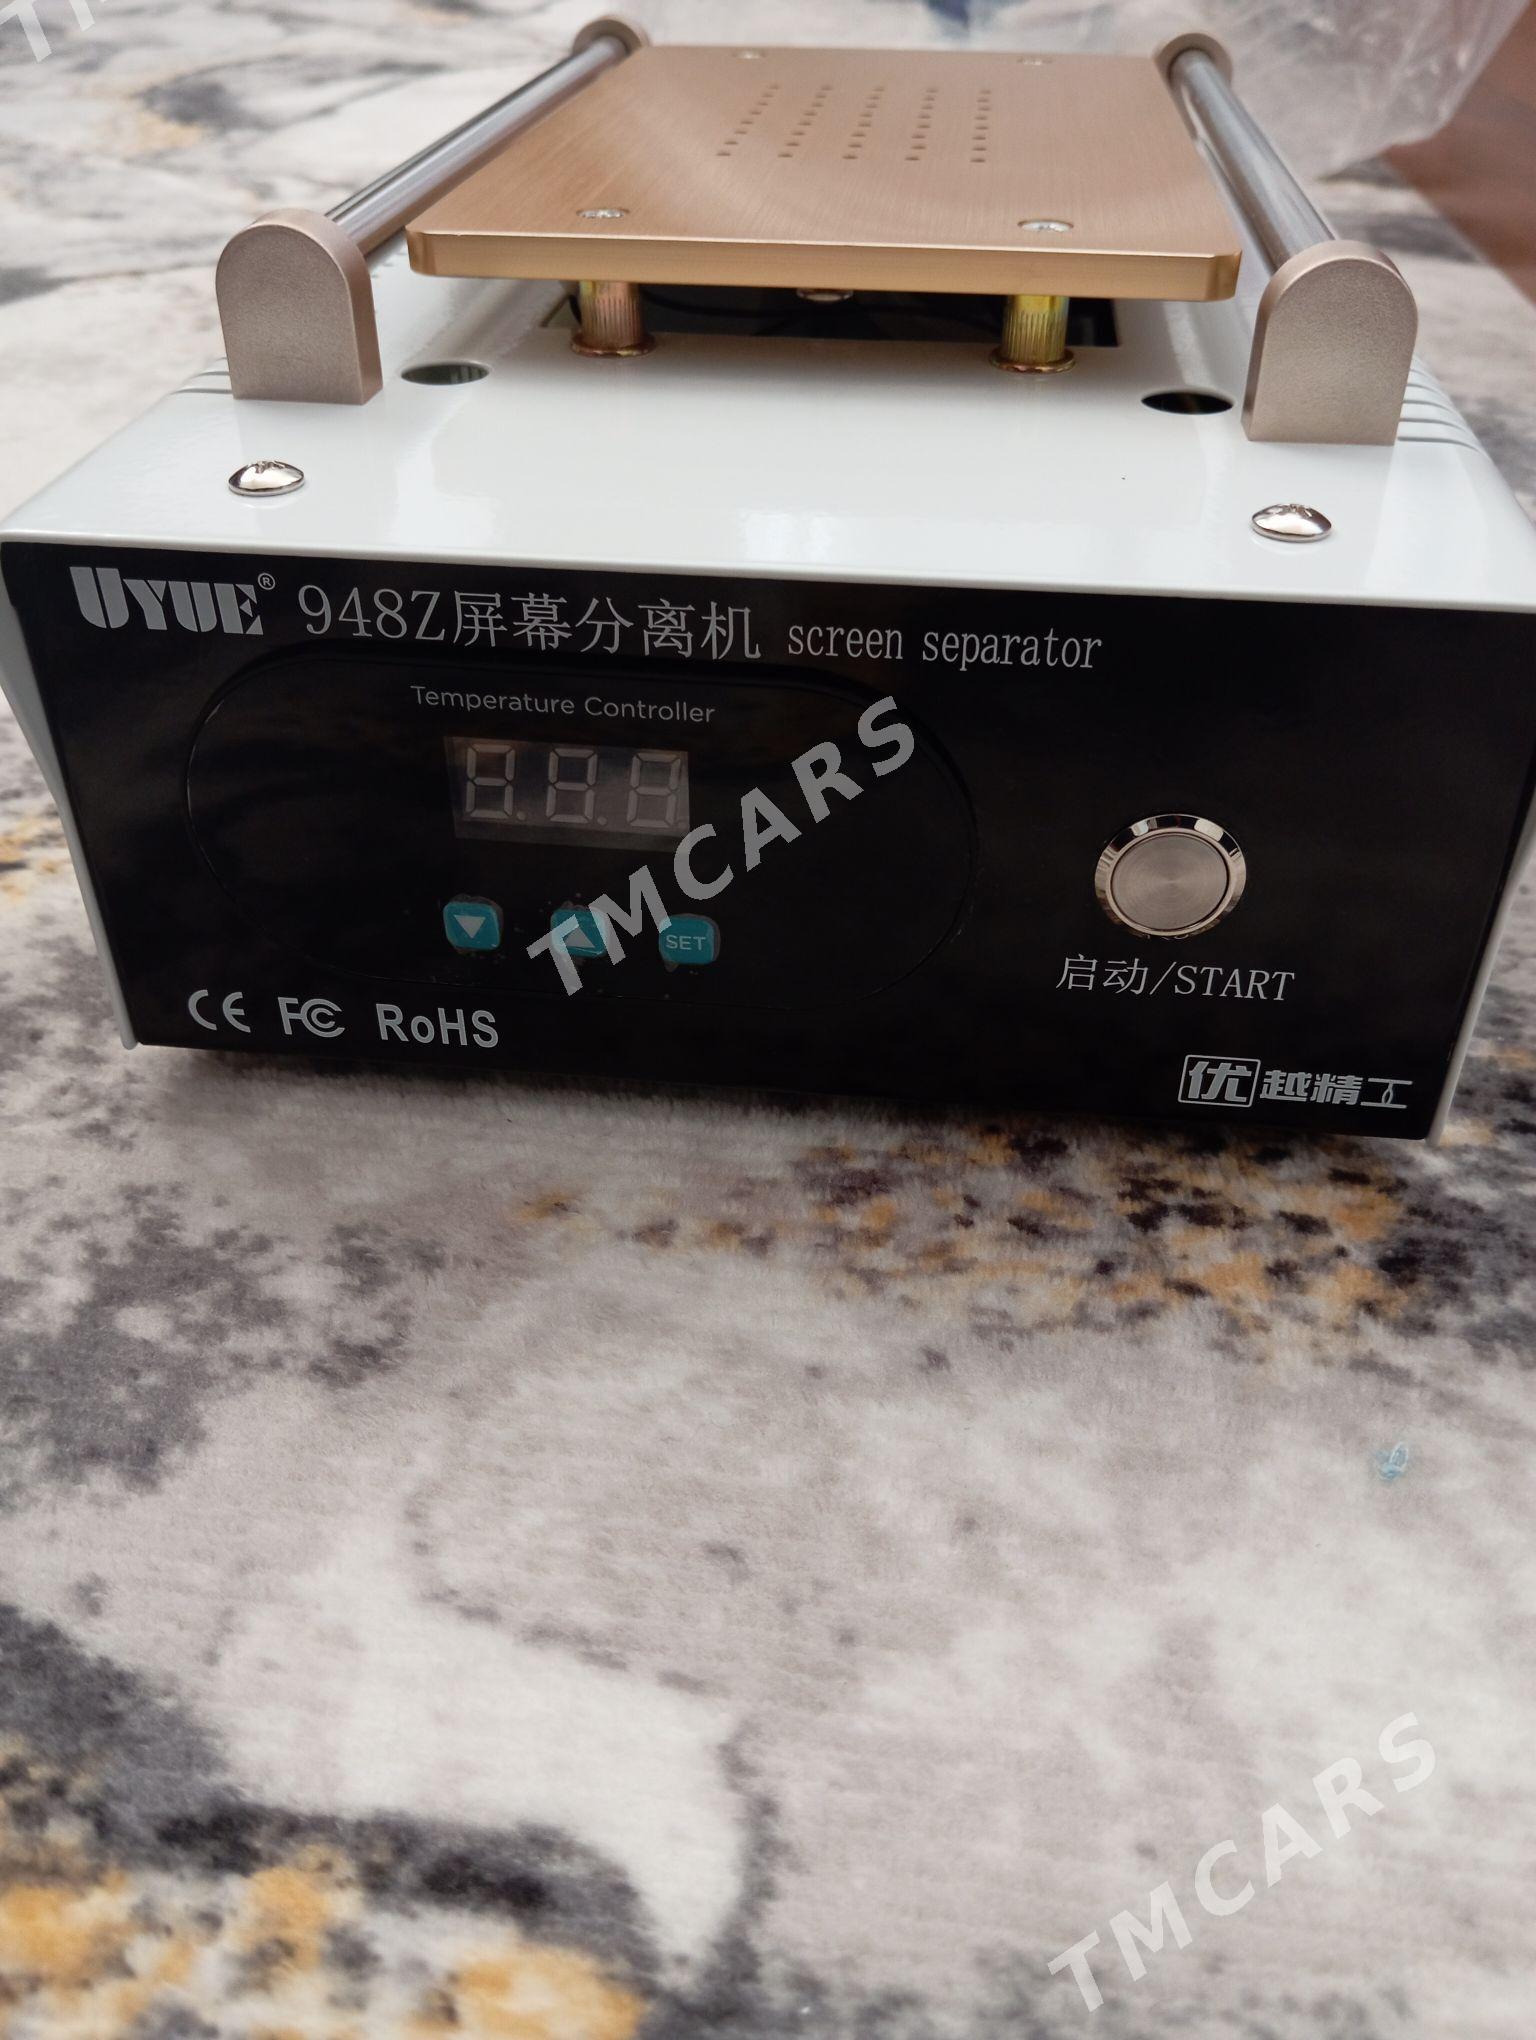 UYUE® 948Z屏幕分离机 screen separator
Temperature Controller
SET
启动/START
CE FC RoHS
优越精工
TMCARS
TMCARS